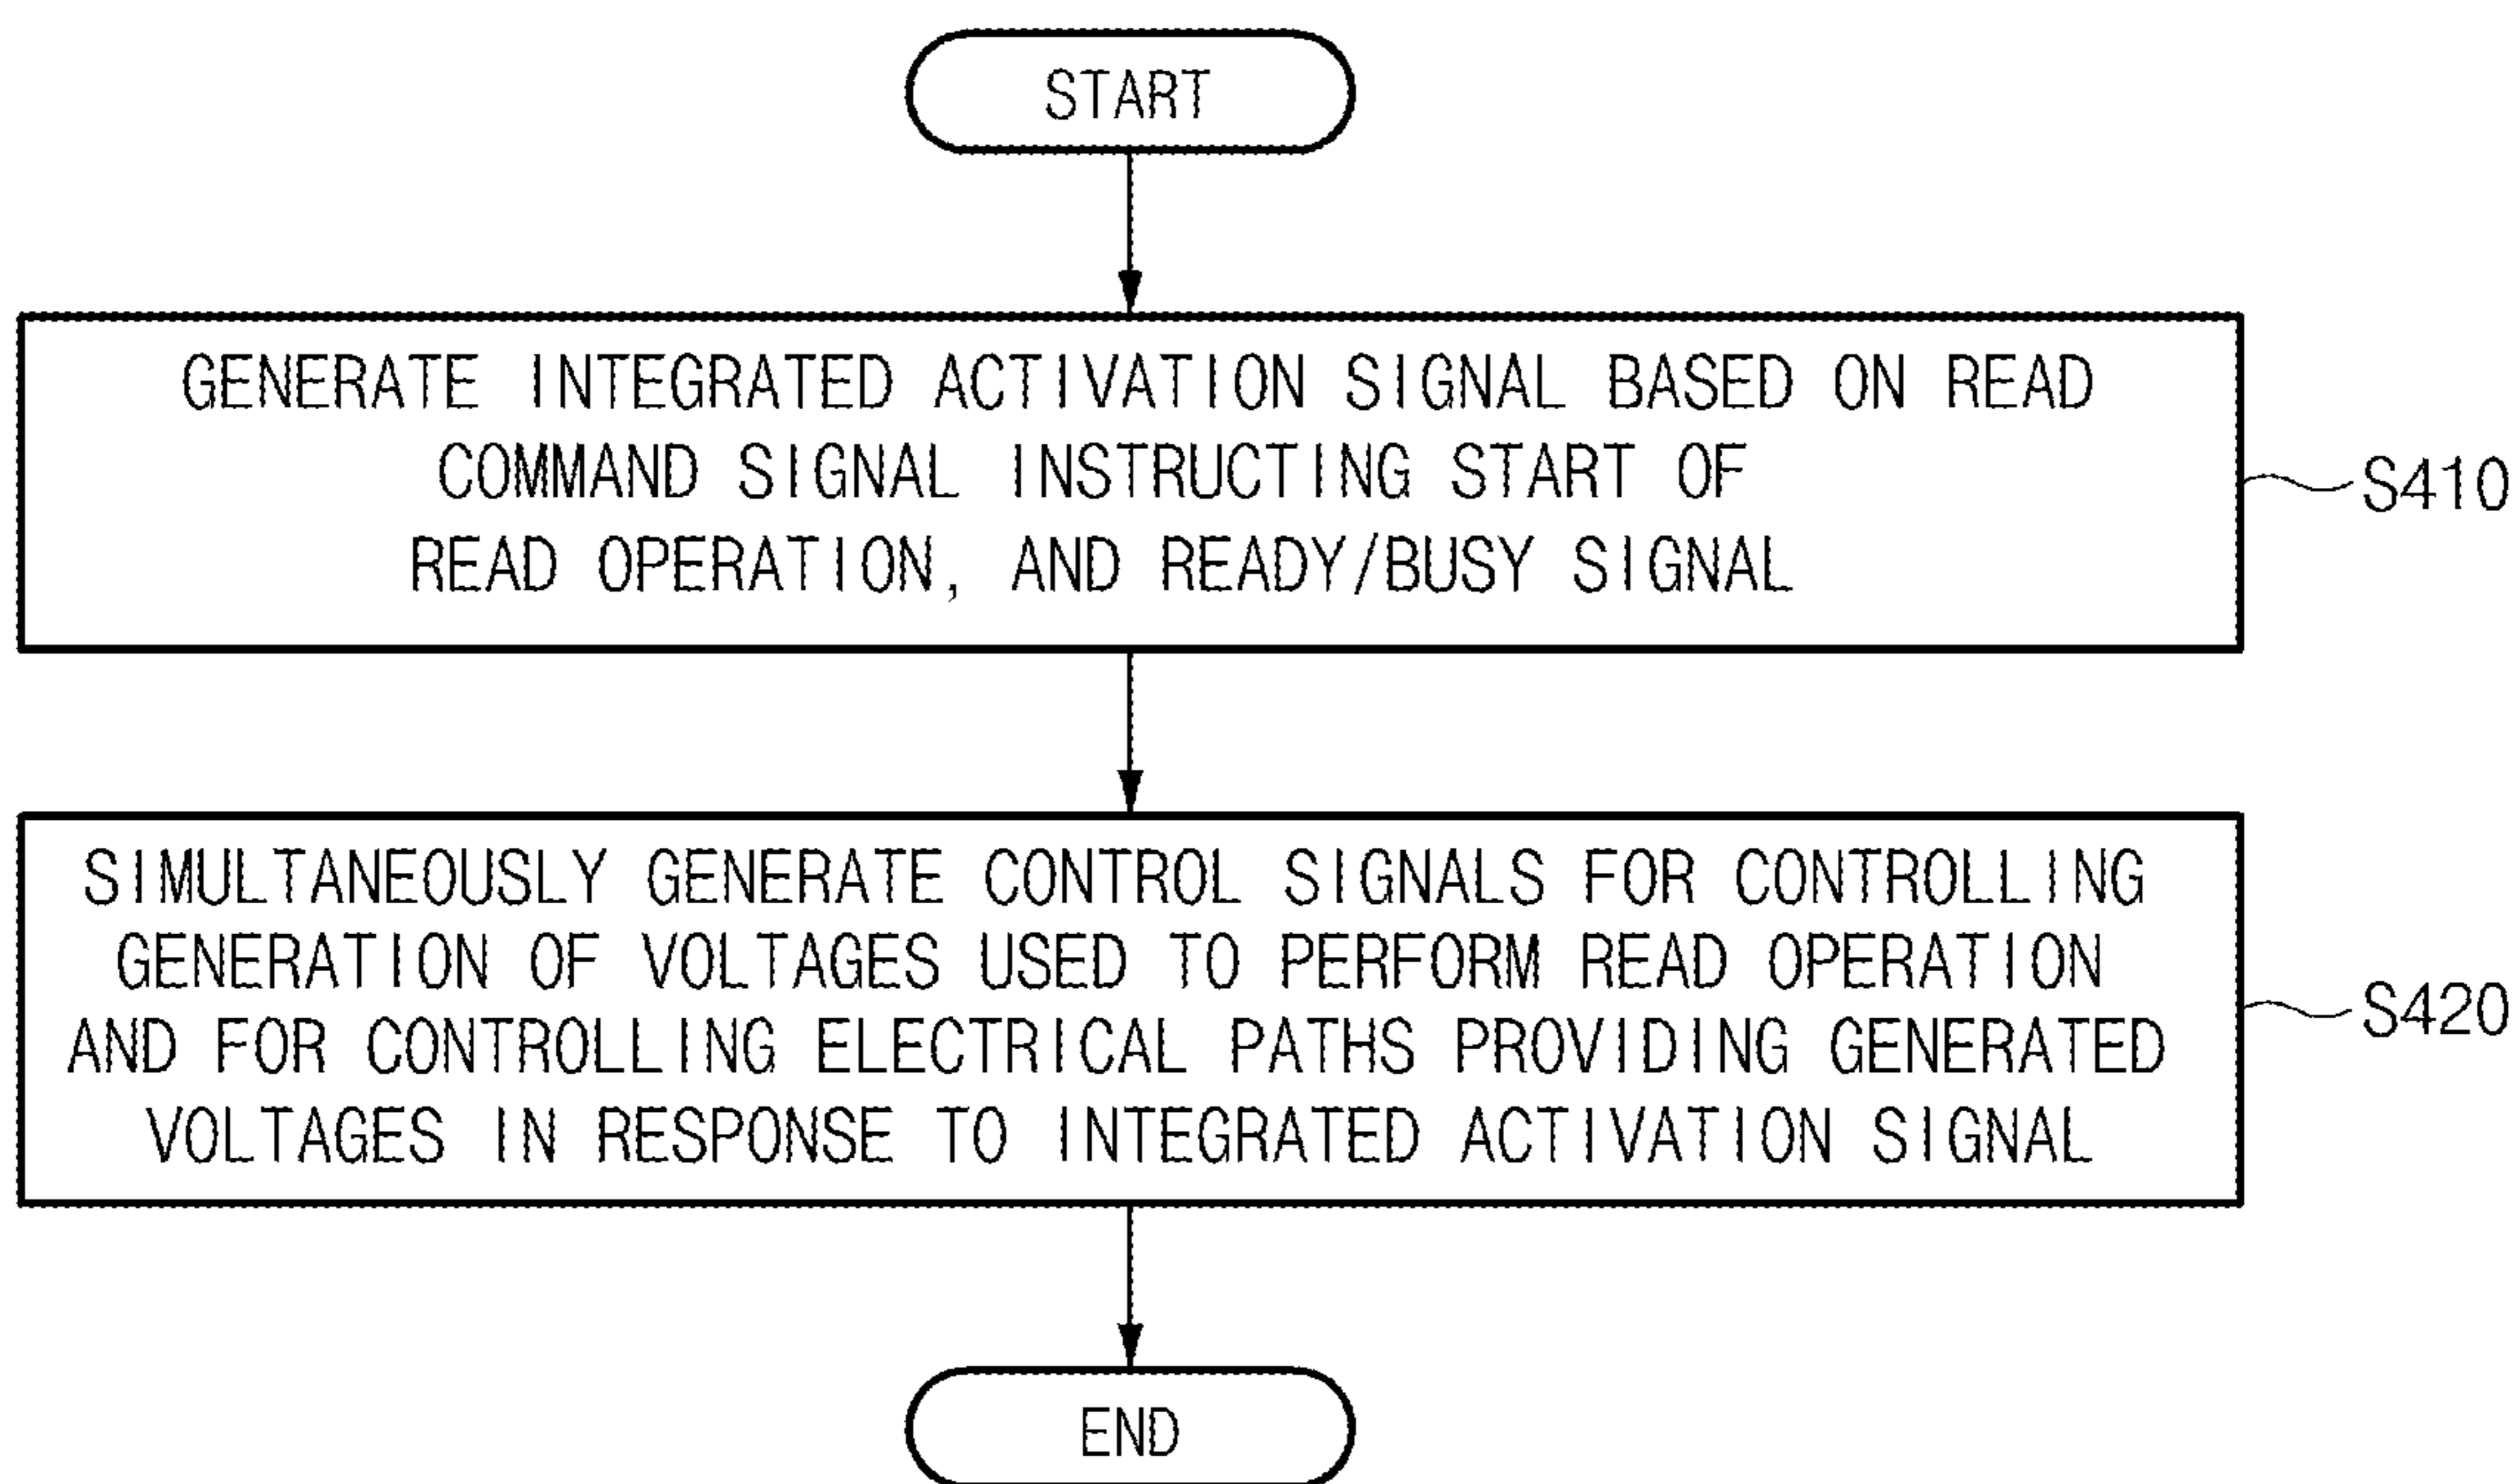 START
GENERATE INTEGRATED ACTIVATION SIGNAL BASED ON READ
COMMAND SIGNAL INSTRUCTING START OF
READ OPERATION, AND READY/BUSY SIGNAL
S410
SIMULTANEOUSLY GENERATE CONTROL SIGNALS FOR CONTROLLING
GENERATION OF VOLTAGES USED TO PERFORM READ OPERATION
AND FOR CONTROLLING ELECTRICAL PATHS PROVIDING GENERATED
VOLTAGES IN RESPONSE TO INTEGRATED ACTIVATION SIGNAL
S420
END